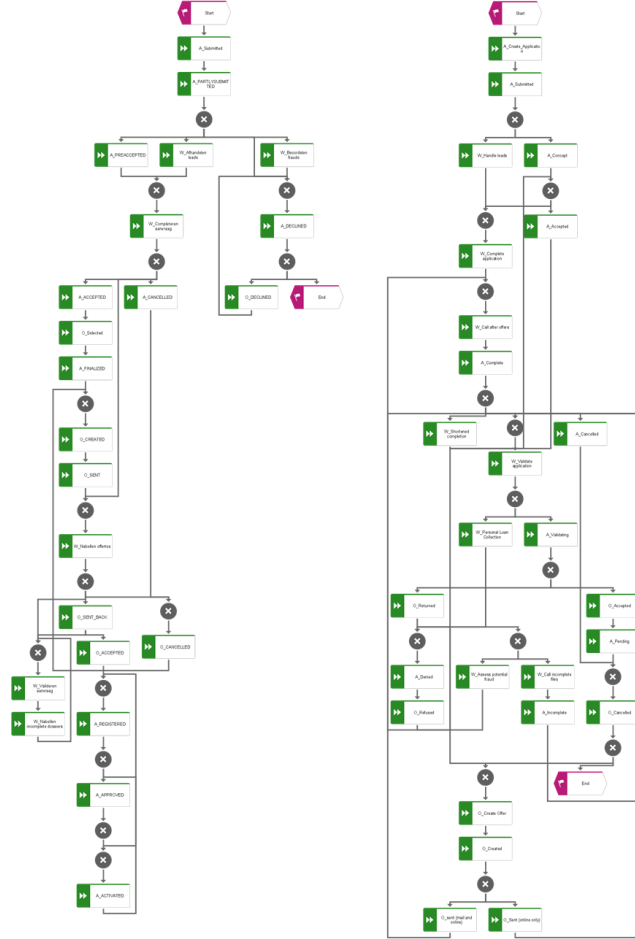 Start
A_Submitted
A_PARTLYSUBMIT
TED
A_PREACCEPTED
W_Afhandelen
leads
W_Beoordelen
fraude
W_Completeren
aanvraag
A_DECLINED
A_ACCEPTED
A_CANCELLED
O_DECLINED
End
O_Selected
A_FINALIZED
O_CREATED
O_SENT
W_Nabellen offertes
O_SENT_BACK
O_ACCEPTED
O_CANCELLED
W_Valideren
aanvraag
W_Nabellen
incomplete dossiers
A_REGISTERED
A_APPROVED
A_ACTIVATED
Start
A_Create_Applicatio
n
A_Submitted
W_Handle leads
A_Concept
A_Accepted
W_Complete
application
W_Call after offers
A_Complete
W_Shortened
completion
A_Cancelled
W_Validate
application
W_Personal Loan
Collection
A_Validating
O_Returned
O_Accepted
A_Pending
A_Denied
W_Assess potential
fraud
W_Call incomplete
files
O_Refused
A_Incomplete
O_Cancelled
End
O_Create Offer
O_Created
O_Sent (mail and
online)
O_Sent (online only)